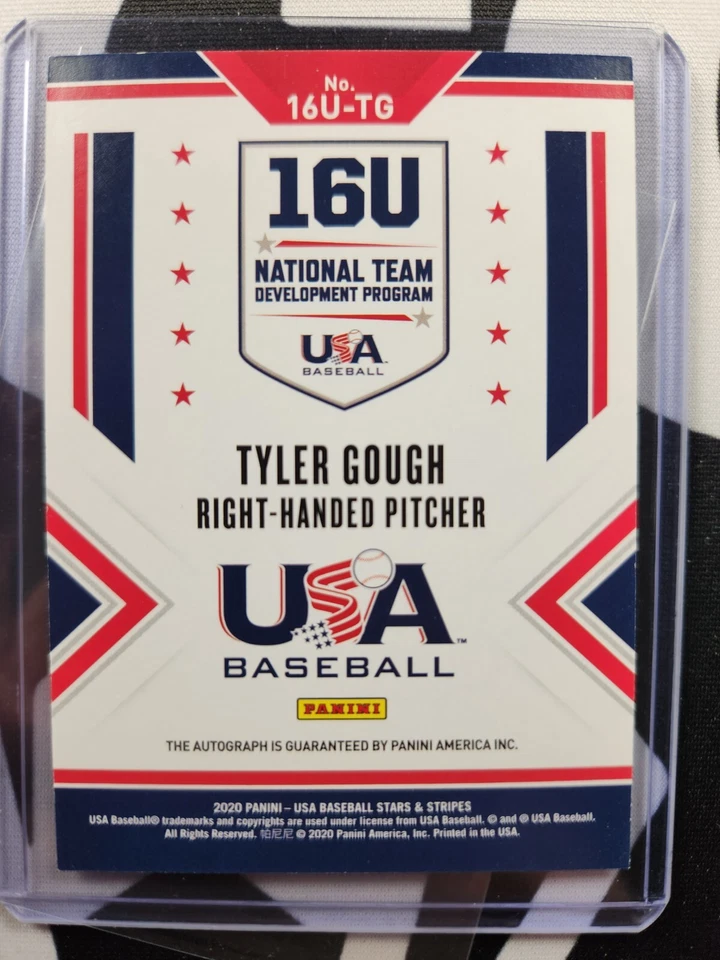 No.
16U-TG
16U
NATIONAL TEAM
DEVELOPMENT PROGRAM
USA
BASEBALL
TYLER GOUGH
RIGHT-HANDED PITCHER
USA™
BASEBALL
PANINI
THE AUTOGRAPH IS GUARANTEED BY PANINI AMERICA INC.
2020 PANINI – USA BASEBALL STARS & STRIPES
USA Baseball® trademarks and copyrights are used under license from USA Baseball. © and ® USA Baseball.
All Rights Reserved. 帕尼尼 © 2020 Panini America, Inc. Printed in the USA.